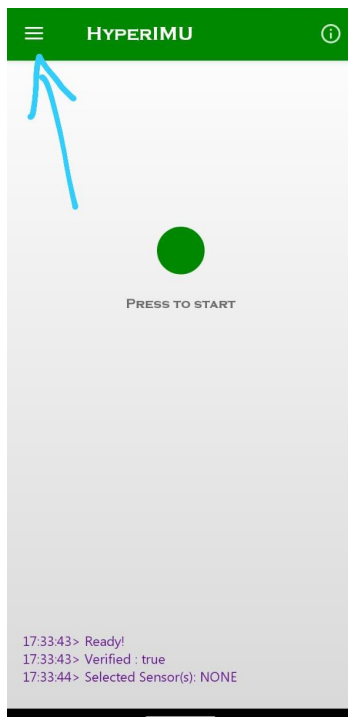 HyperIMU
Press to start
17:33:43> Ready!
17:33:43> Verified : true
17:33:44> Selected Sensor(s): NONE